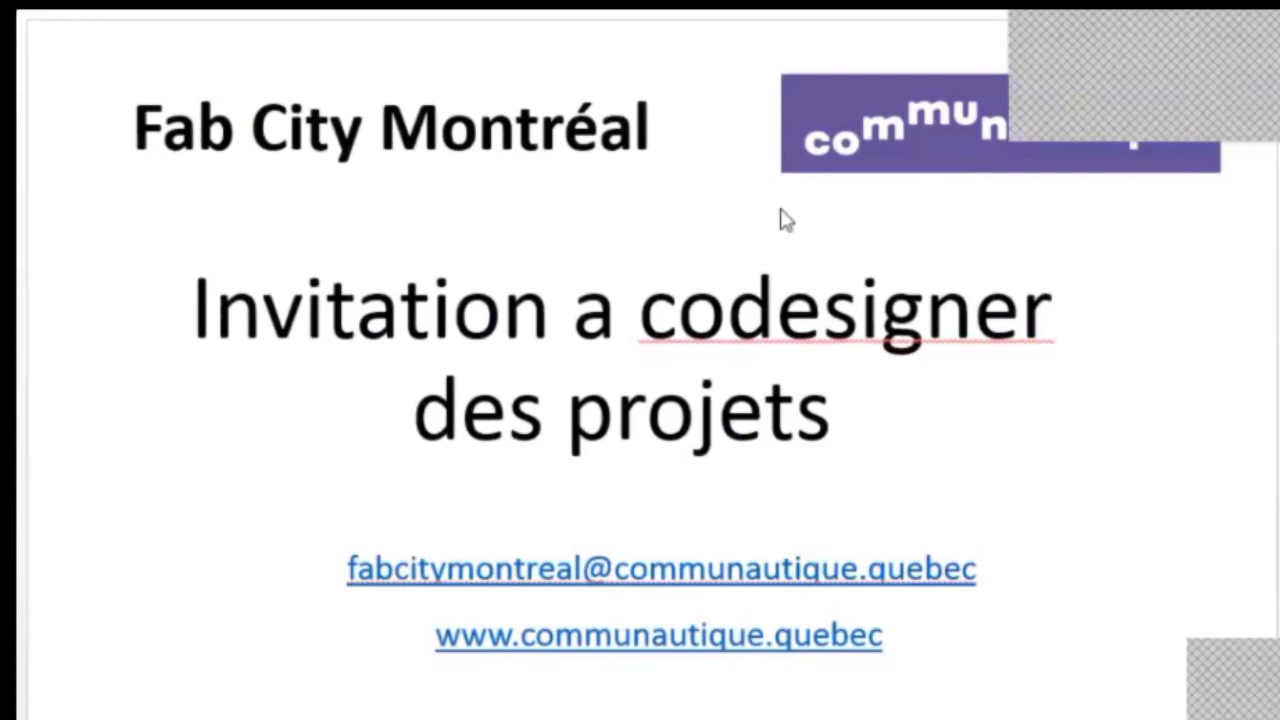 Fab City Montréal
Invitation a codesigner
des projets
fabcitymontreal@communautique.quebec
www.communautique.quebec